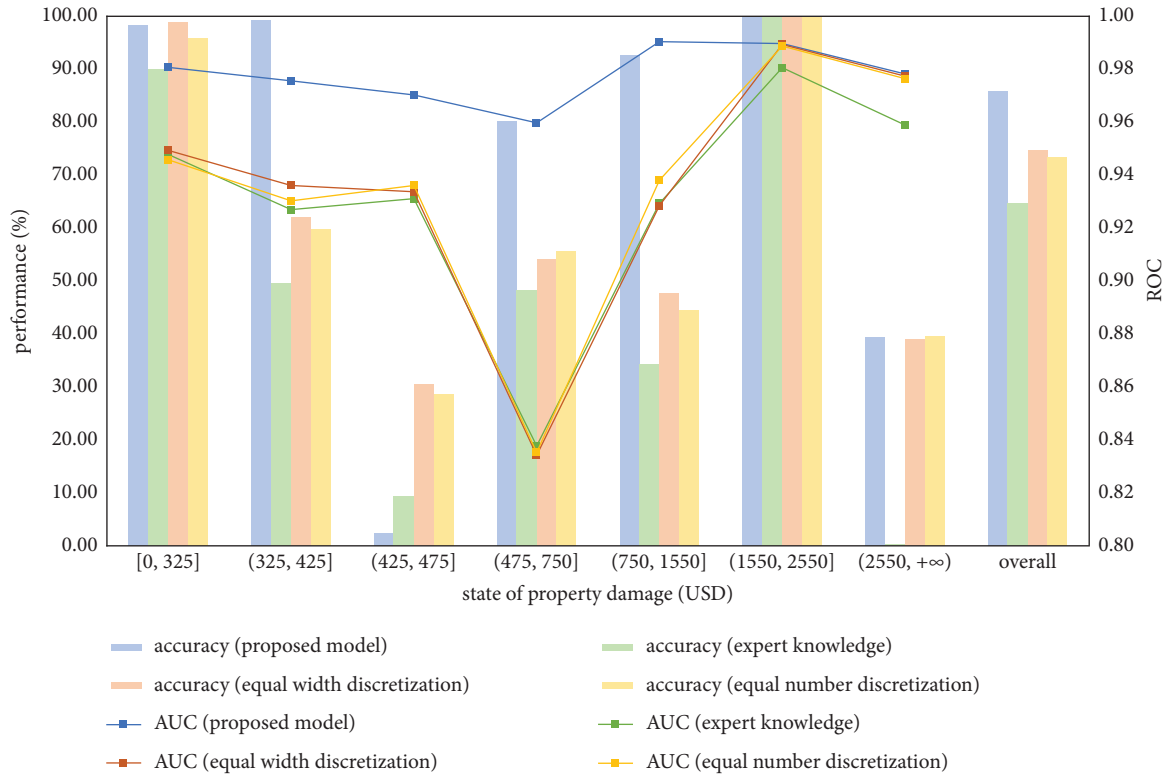 100.00
90.00
80.00
70.00
60.00
50.00
40.00
30.00
20.00
10.00
0.00
performance (%)
1.00
0.98
0.96
0.94
0.92
0.90
0.88
0.86
0.84
0.82
0.80
ROC
[0, 325] (325, 425] (425, 475] (475, 750] (750, 1550] (1550, 2550] (2550, +∞) overall
state of property damage (USD)
accuracy (proposed model)
accuracy (expert knowledge)
accuracy (equal width discretization)
accuracy (equal number discretization)
AUC (proposed model)
AUC (expert knowledge)
AUC (equal width discretization)
AUC (equal number discretization)